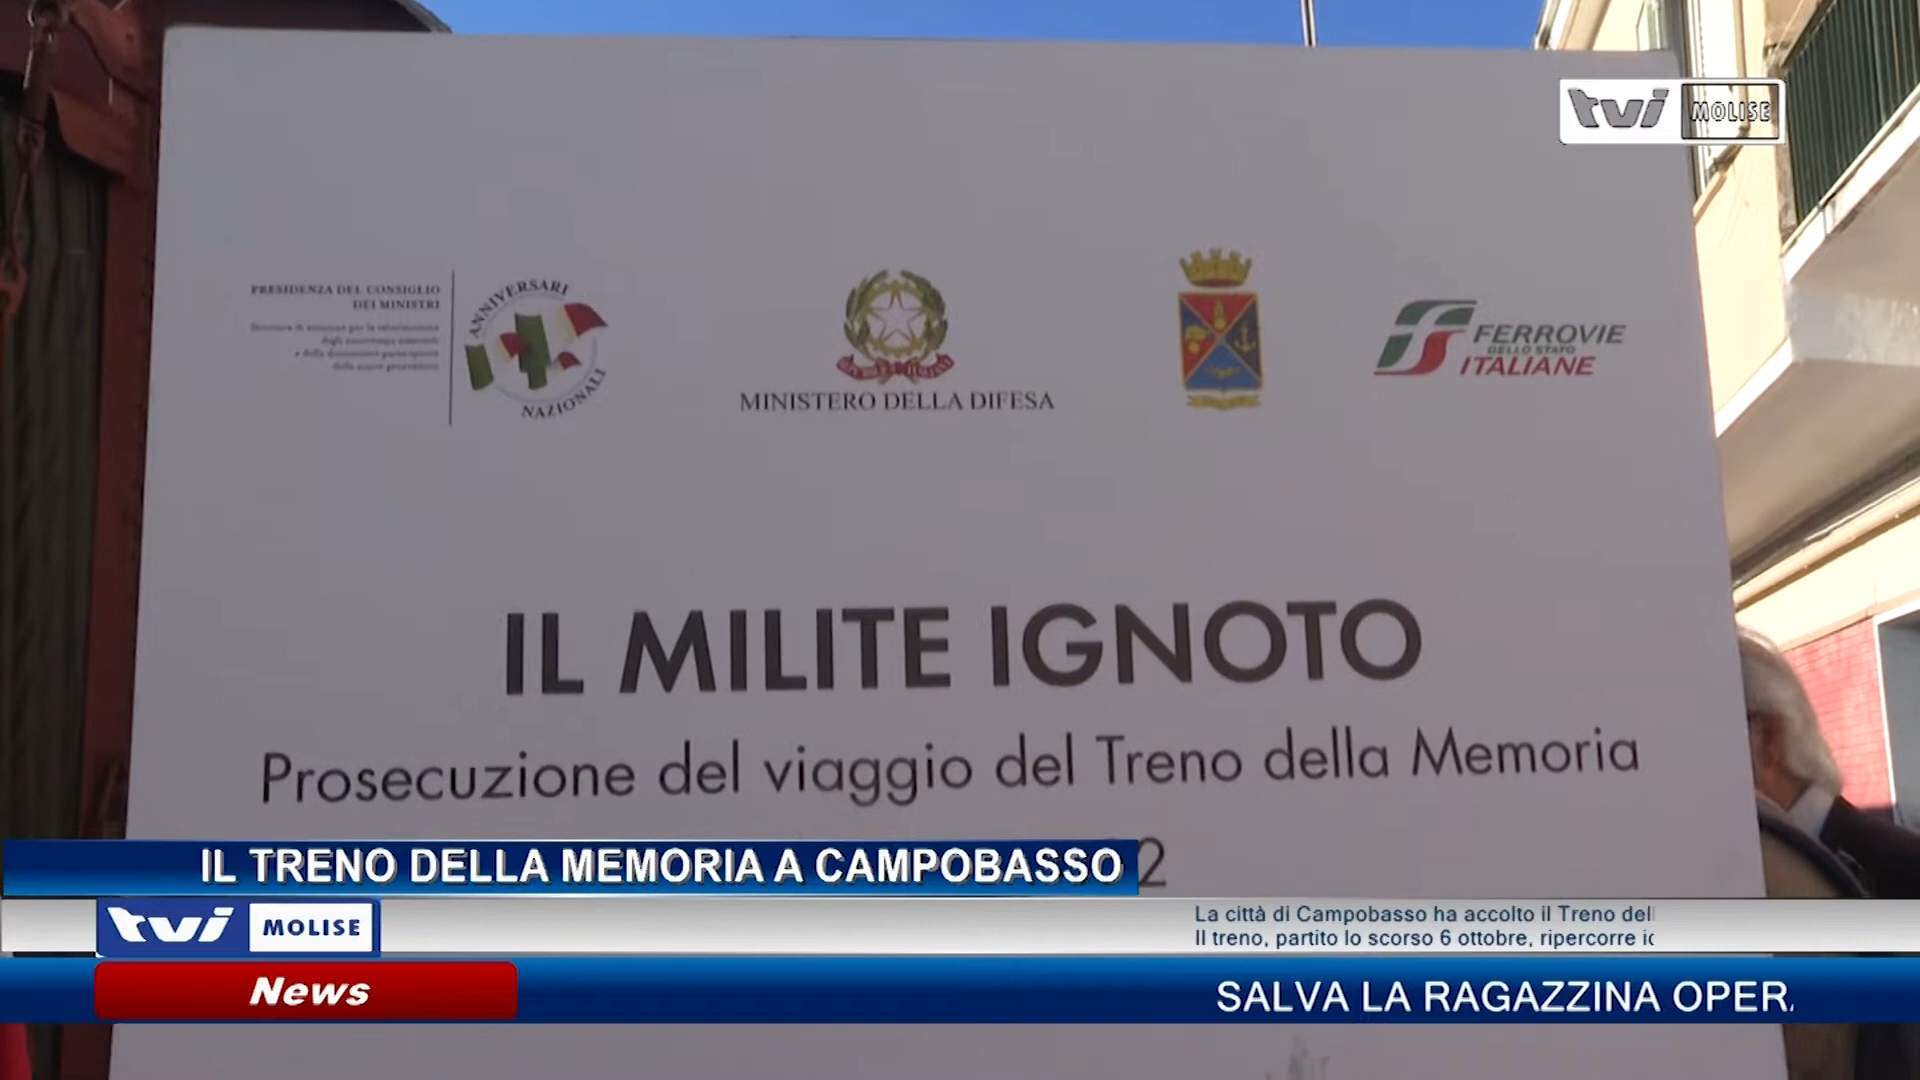 tvi MOLISE
PRESIDENZA DEL CONSIGLIO
DEI MINISTRI
ANNIVERSARI
NAZIONALI
MINISTERO DELLA DIFESA
FERROVIE
DELLO STATO
ITALIANE
IL MILITE IGNOTO
Prosecuzione del viaggio del Treno della Memoria
2
IL TRENO DELLA MEMORIA A CAMPOBASSO
tvi MOLISE
La città di Campobasso ha accolto il Treno del
Il treno, partito lo scorso 6 ottobre, ripercorre
News
SALVA LA RAGAZZINA OPER